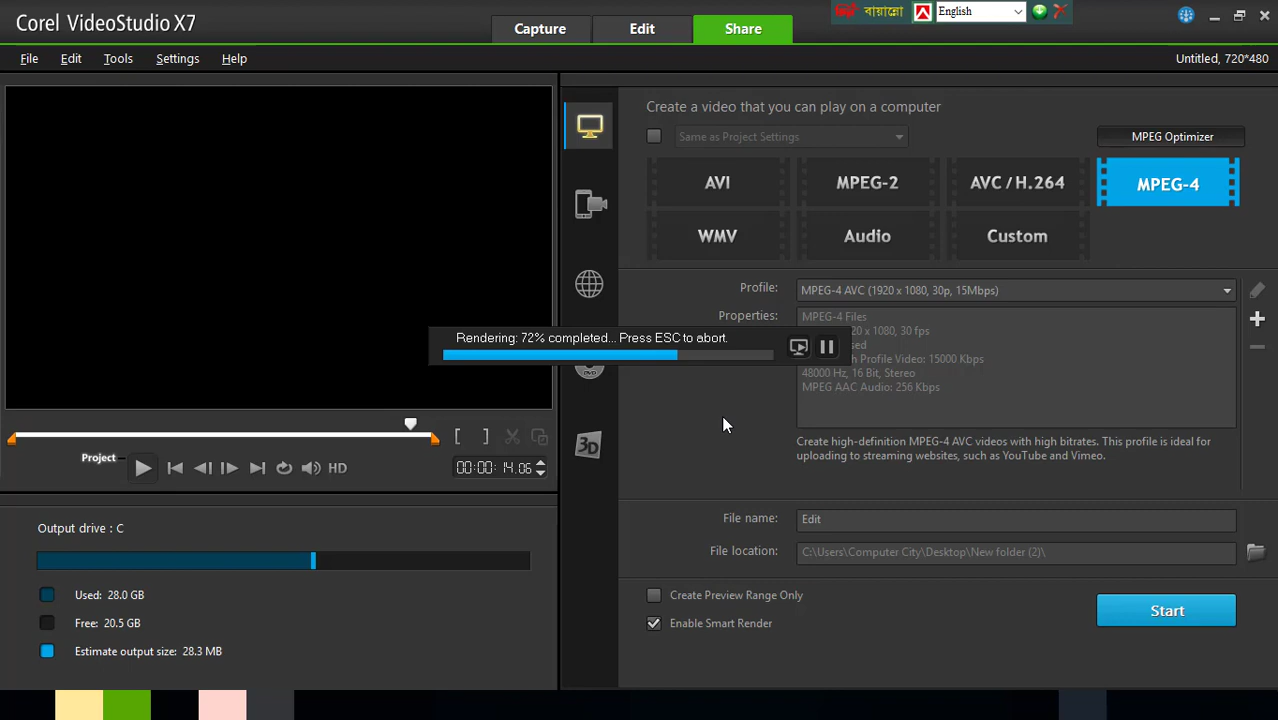 Corel VideoStudio X7
Capture
Edit
Share
বায়ান্নো
English
File
Edit
Tools
Settings
Help
Untitled, 720*480
Create a video that you can play on a computer
Same as Project Settings
MPEG Optimizer
AVI
MPEG-2
AVC / H.264
MPEG-4
WMV
Audio
Custom
Profile:
MPEG-4 AVC (1920 x 1080, 30p, 15Mbps)
Properties:
MPEG-4 Files
20 x 1080, 30 fps
Rendering: 72% completed... Press ESC to abort.
Video: 15000 Kbps
48000 Hz, 16 Bit, Stereo
MPEG AAC Audio: 256 Kbps
3D
Create high-definition MPEG-4 AVC videos with high bitrates. This profile is ideal for
uploading to streaming websites, such as YouTube and Vimeo.
Project
HD
00:00: 14.06
Output drive : C
Used: 28.0 GB
Free: 20.5 GB
Estimate output size: 28.3 MB
File name:
Edit
File location:
C:\Users\Computer City\Desktop\New folder (2)\
Create Preview Range Only
Enable Smart Render
Start